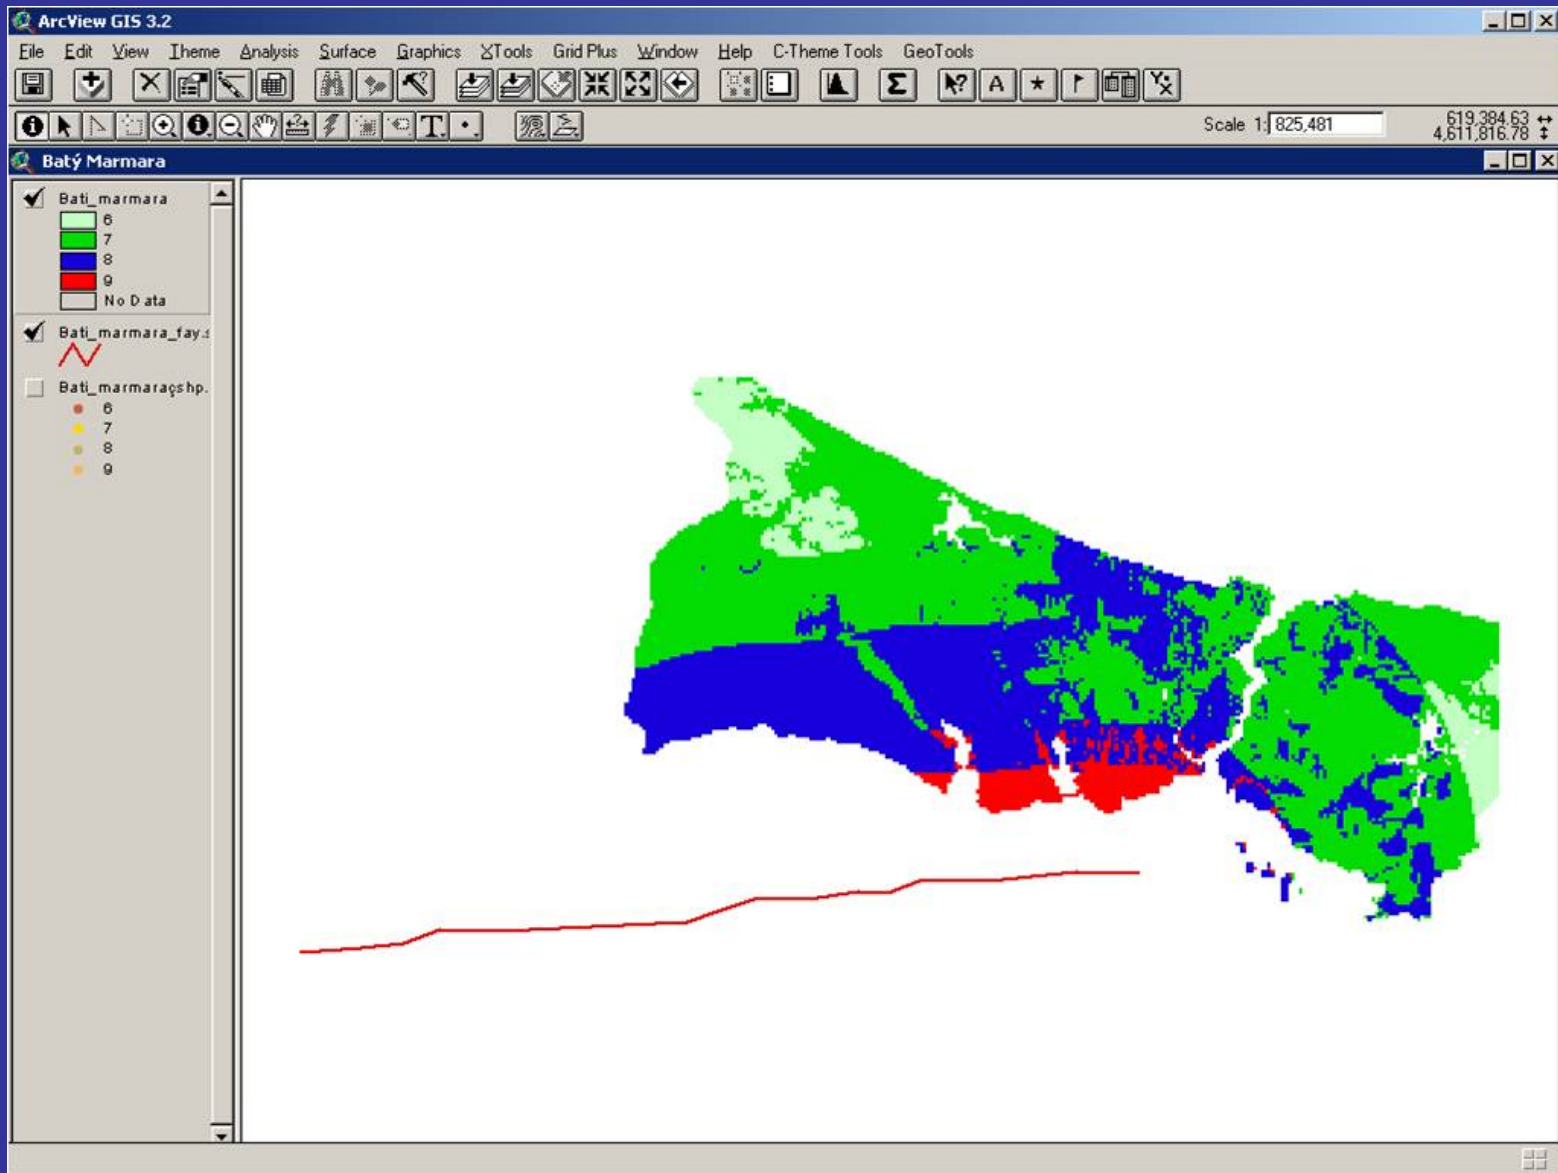 ArcView GIS 3.2
File Edit View Theme Analysis Surface Graphics XTools Grid Plus Window Help C-Theme Tools GeoTools
Scale 1: 825,481
619,384.63
4,611,816.78
Batý Marmara
Bati_marmara
6
7
8
9
No Data
Bati_marmara_fay.s
Bati_marmaraçshp.
6
7
8
9